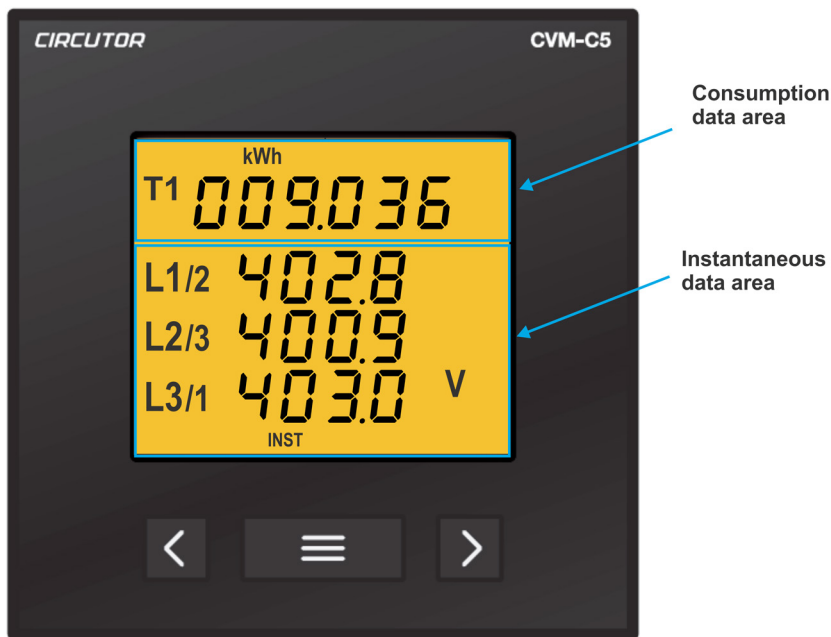 CIRCUTOR
CVM-C5
Consumption
data area
kWh
T1 009.036
Instantaneous
data area
L1/2 402.8
L2/3 400.9
L3/1 403.0 V
INST